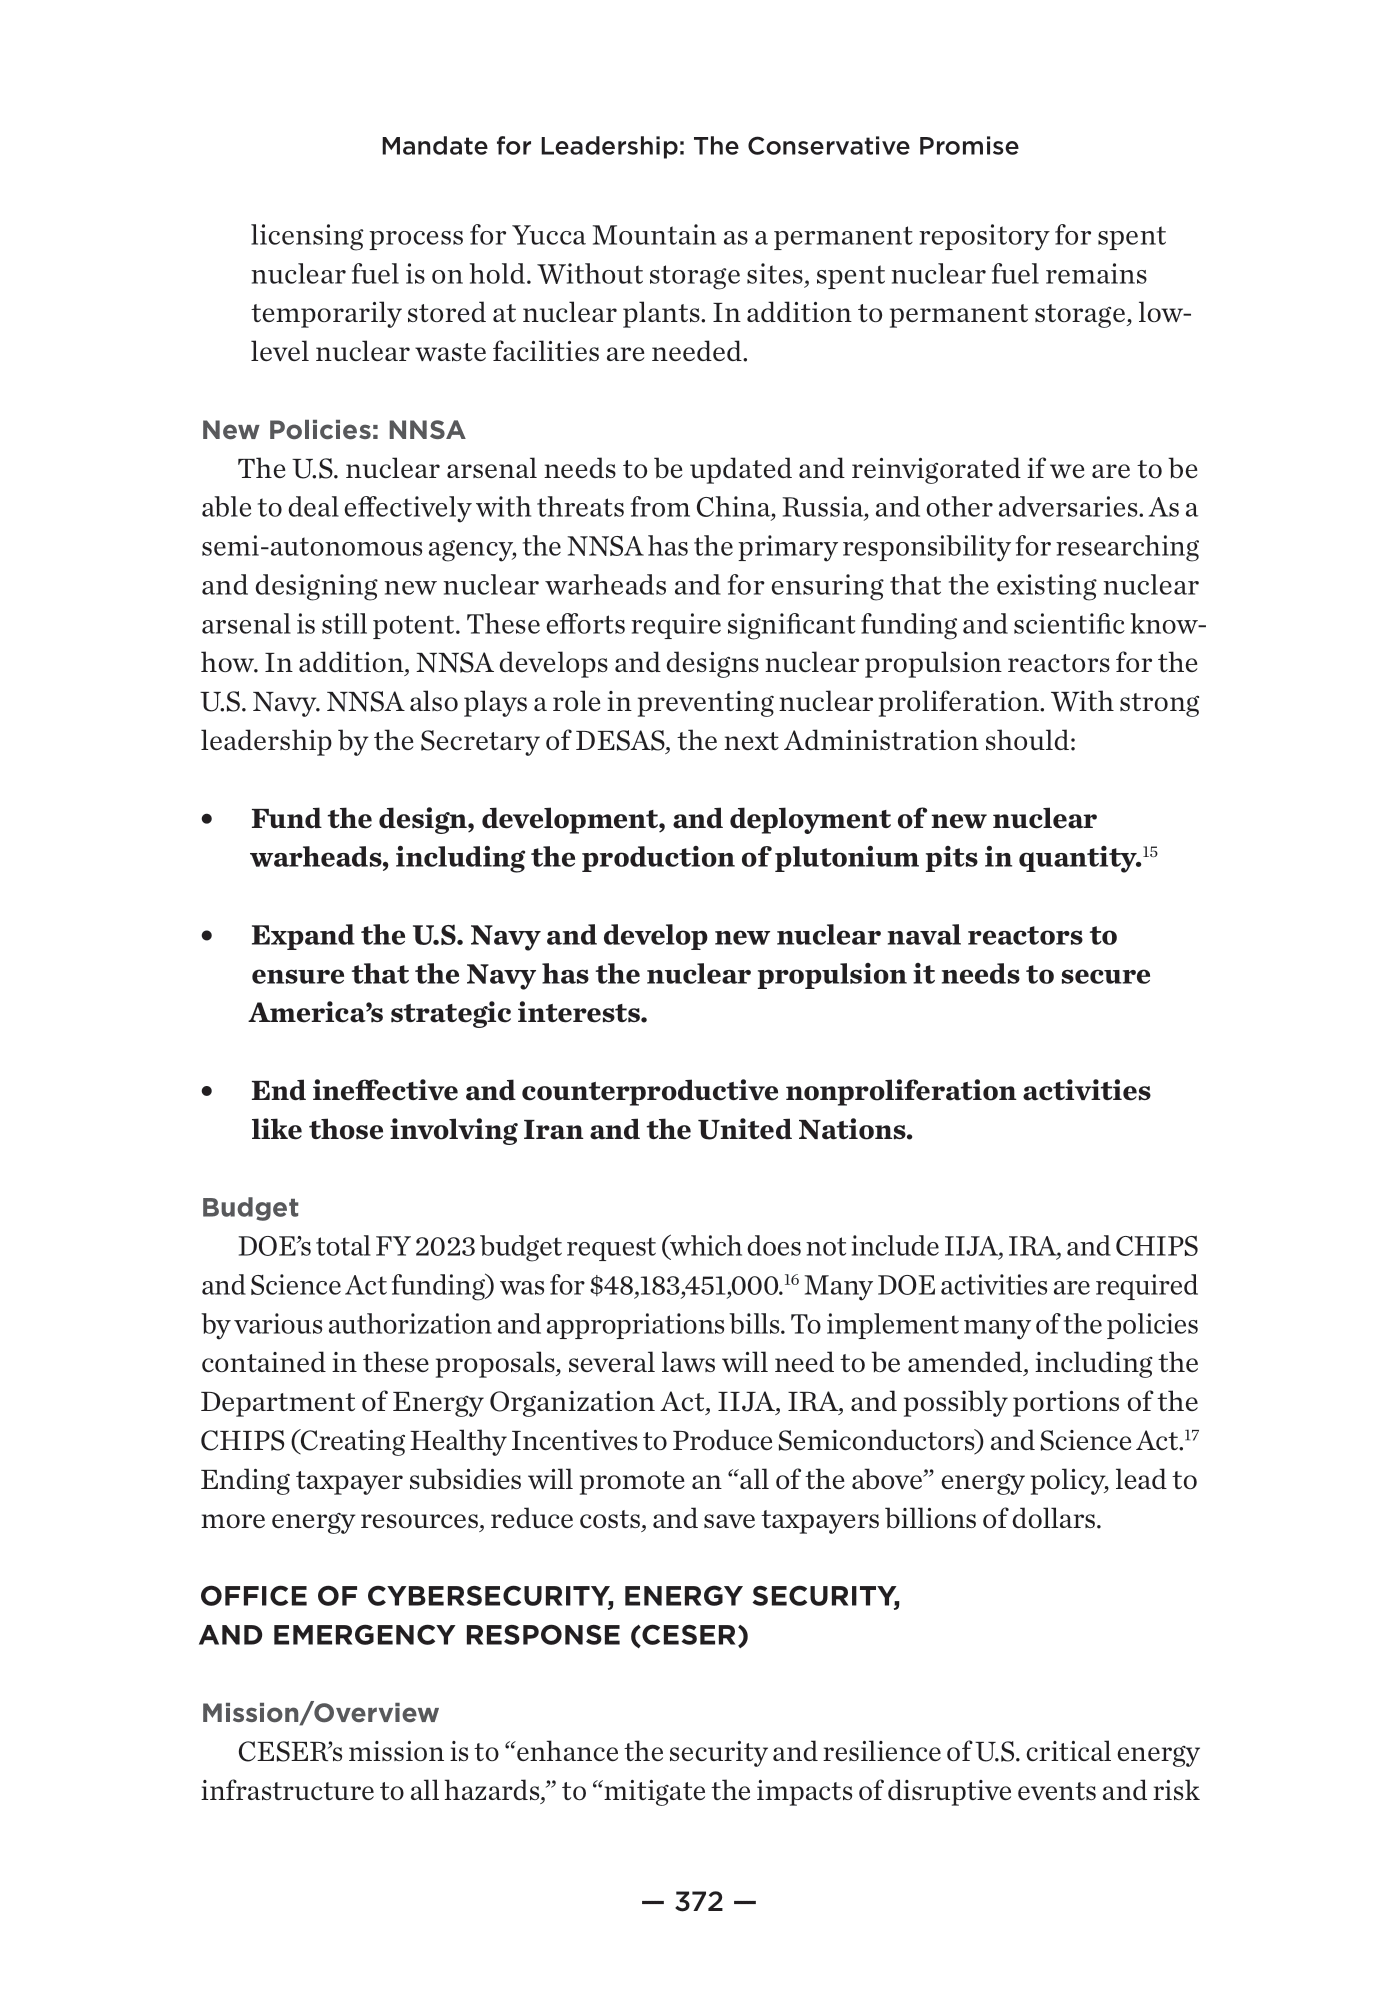 Mandate for Leadership: The Conservative Promise
licensing process for Yucca Mountain as a permanent repository for spent
nuclear fuel is on hold. Without storage sites, spent nuclear fuel remains
temporarily stored at nuclear plants. In addition to permanent storage, low-
level nuclear waste facilities are needed.
New Policies: NNSA
The U.S. nuclear arsenal needs to be updated and reinvigorated if we are to be
able to deal effectively with threats from China, Russia, and other adversaries. As a
semi-autonomous agency, the NNSA has the primary responsibility for researching
and designing new nuclear warheads and for ensuring that the existing nuclear
arsenal is still potent. These efforts require significant funding and scientific know-
how. In addition, NNSA develops and designs nuclear propulsion reactors for the
U.S. Navy. NNSA also plays a role in preventing nuclear proliferation. With strong
leadership by the Secretary of DESAS, the next Administration should:
• Fund the design, development, and deployment of new nuclear
warheads, including the production of plutonium pits in quantity.15
• Expand the U.S. Navy and develop new nuclear naval reactors to
ensure that the Navy has the nuclear propulsion it needs to secure
America’s strategic interests.
• End ineffective and counterproductive nonproliferation activities
like those involving Iran and the United Nations.
Budget
DOE’s total FY 2023 budget request (which does not include IIJA, IRA, and CHIPS
and Science Act funding) was for $48,183,451,000.16 Many DOE activities are required
by various authorization and appropriations bills. To implement many of the policies
contained in these proposals, several laws will need to be amended, including the
Department of Energy Organization Act, IIJA, IRA, and possibly portions of the
CHIPS (Creating Healthy Incentives to Produce Semiconductors) and Science Act.17
Ending taxpayer subsidies will promote an “all of the above” energy policy, lead to
more energy resources, reduce costs, and save taxpayers billions of dollars.
OFFICE OF CYBERSECURITY, ENERGY SECURITY,
AND EMERGENCY RESPONSE (CESER)
Mission/Overview
CESER’s mission is to “enhance the security and resilience of U.S. critical energy
infrastructure to all hazards,” to “mitigate the impacts of disruptive events and risk
— 372 —